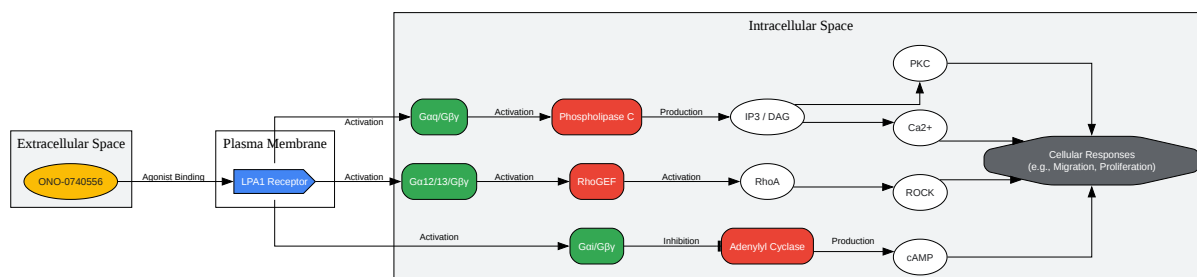 Intracellular Space
Extracellular Space
Plasma Membrane
ONO-0740556
Agonist Binding
LPA1 Receptor
Activation
Gαq/Gβγ
Activation
Phospholipase C
Production
IP3 / DAG
PKC
Ca2+
Activation
Gα12/13/Gβγ
Activation
RhoGEF
Activation
RhoA
ROCK
Activation
Gαi/Gβγ
Inhibition
Adenylyl Cyclase
Production
cAMP
Cellular Responses
(e.g., Migration, Proliferation)